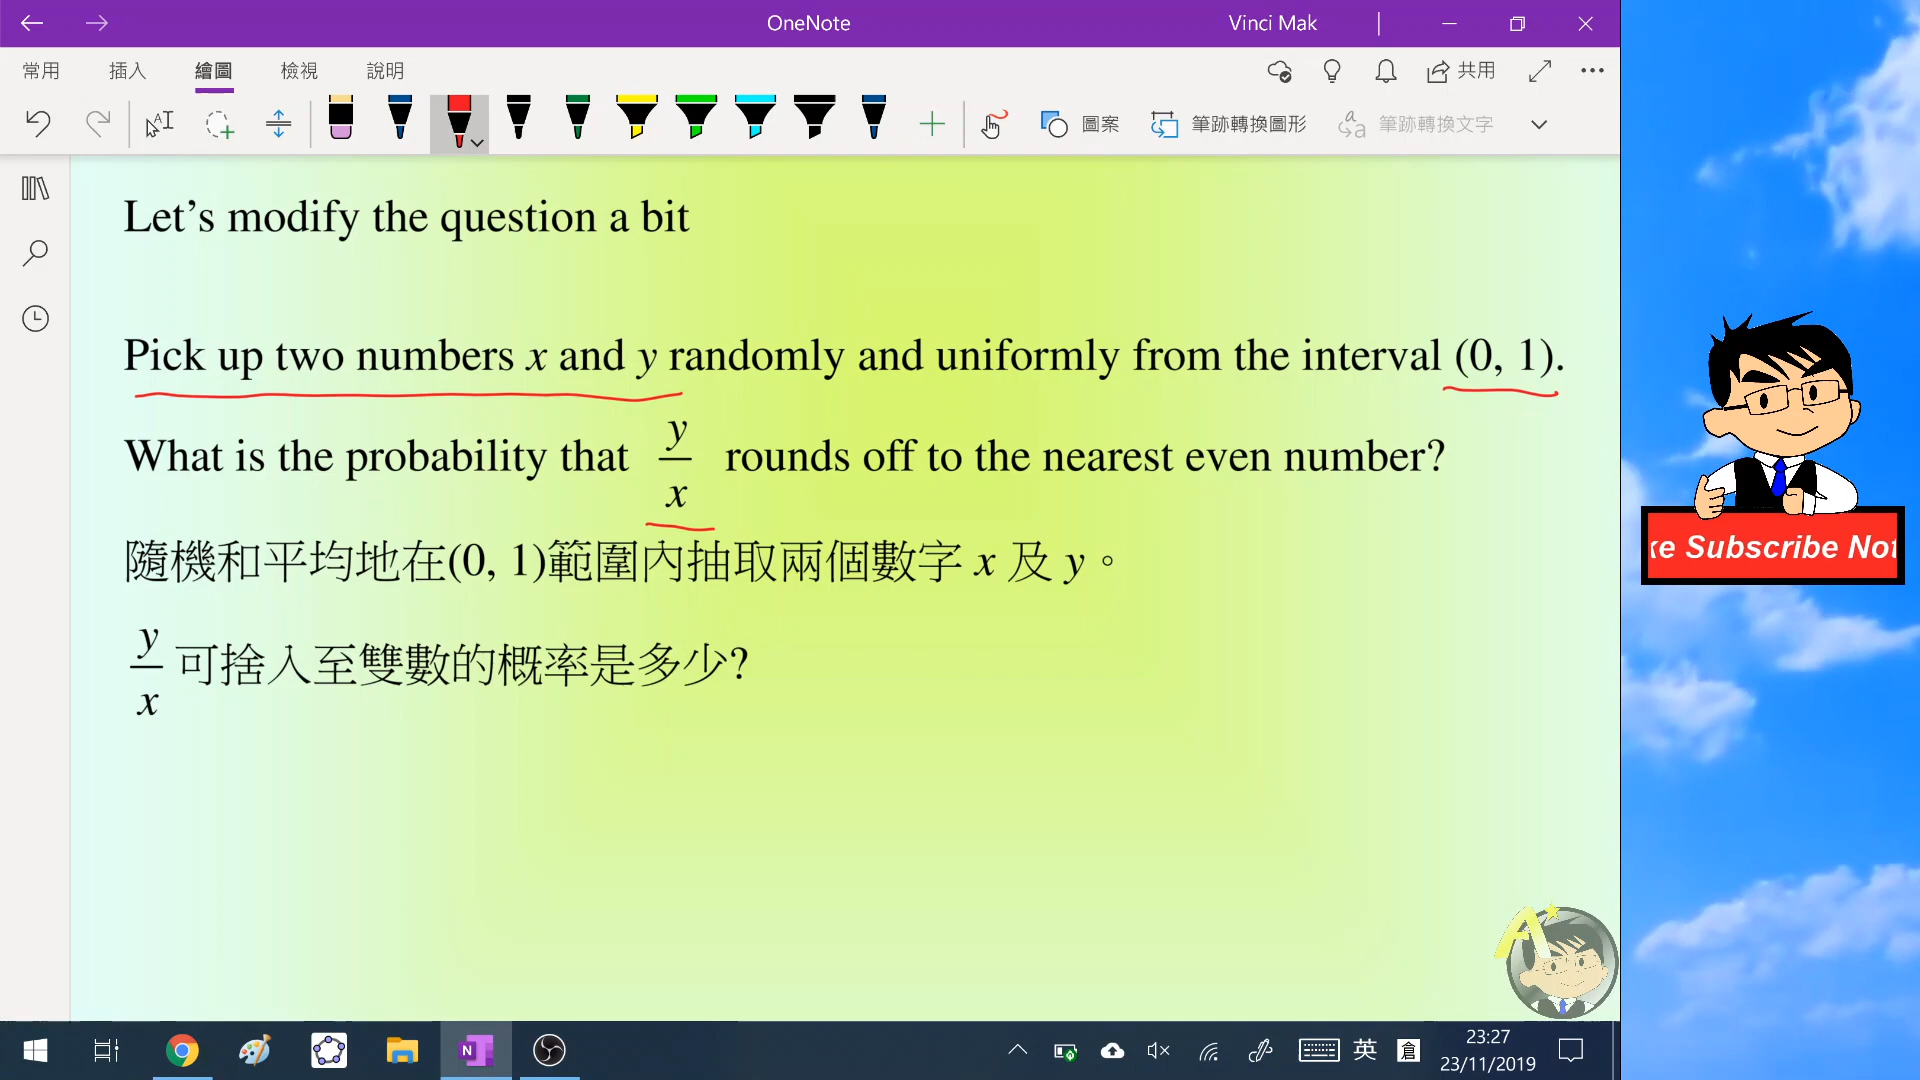 OneNote
Vinci Mak
常用 插入 繪圖 檢視 說明
共用
圖案 筆跡轉換圖形 筆跡轉換文字
Let’s modify the question a bit
Pick up two numbers x and y randomly and uniformly from the interval (0, 1).
What is the probability that y/x rounds off to the nearest even number?
隨機和平均地在(0, 1)範圍內抽取兩個數字 x 及 y。
y/x 可捨入至雙數的概率是多少?
ke Subscribe Not
A
英 倉
23:27
23/11/2019